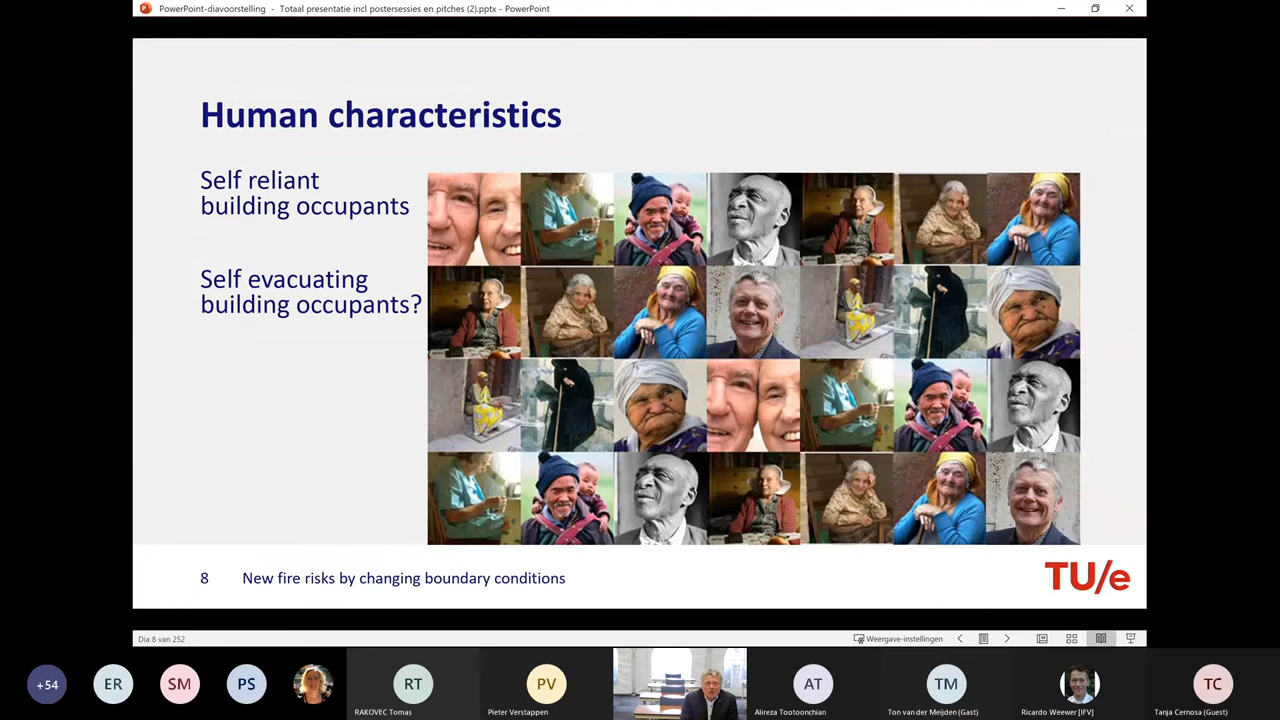 PowerPoint-diavoorstelling - Totaal presentatie incl postersessies en pitches (2).pptx - PowerPoint
Human characteristics
Self reliant
building occupants
Self evacuating
building occupants?
8 New fire risks by changing boundary conditions
TU/e
Dia 8 van 252
Weergave-instellingen
+54
ER
SM
PS
RT
PV
AT
TM
TC
RAKOVEC Tomas
Pieter Verstappen
Alireza Tootoonchian
Ton van der Meijden (Gast)
Ricardo Weewer [IFV]
Tanja Cernosa (Guest)